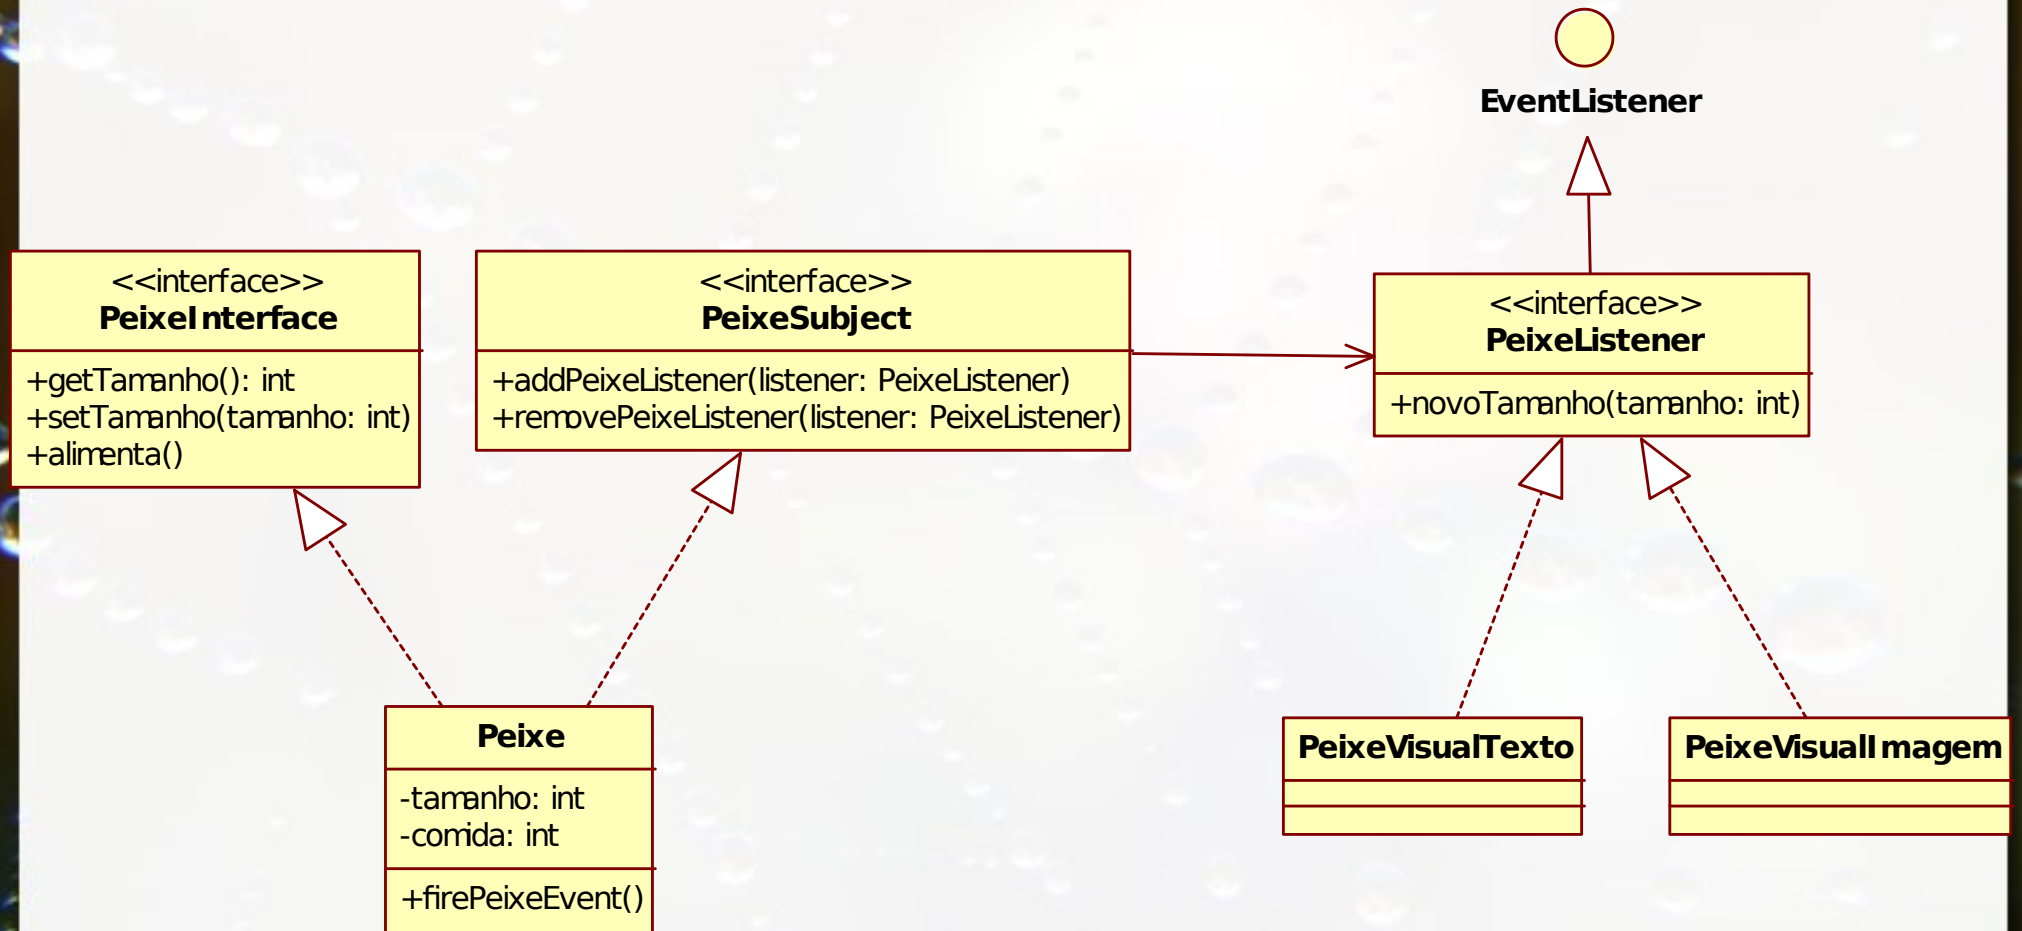 EventListener
<<interface>>
PeixeInterface
+getTamanho(): int
+setTamanho(tamanho: int)
+alimenta()
<<interface>>
PeixeSubject
+addPeixeListener(listener: PeixeListener)
+removePeixeListener(listener: PeixeListener)
<<interface>>
PeixeListener
+novoTamanho(tamanho: int)
Peixe
-tamanho: int
-comida: int
+firePeixeEvent()
PeixeVisualTexto
PeixeVisualImagem